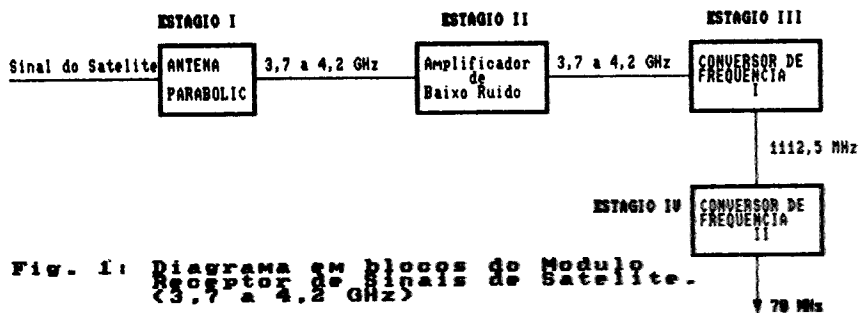 ESTAGIO I
ESTAGIO II
ESTAGIO III
Sinal do Satelite
ANTENA
PARABOLIC
3,7 a 4,2 GHz
Amplificador
de
Baixo Ruido
3,7 a 4,2 GHz
CONVERSOR DE
FREQUENCIA
I
1112,5 MHz
ESTAGIO IV
CONVERSOR DE
FREQUENCIA
II
Fig. 1: Diagrama em blocos do Modulo
Receptor de Sinais de Satelite.
(3,7 a 4,2 GHz)
70 MHz